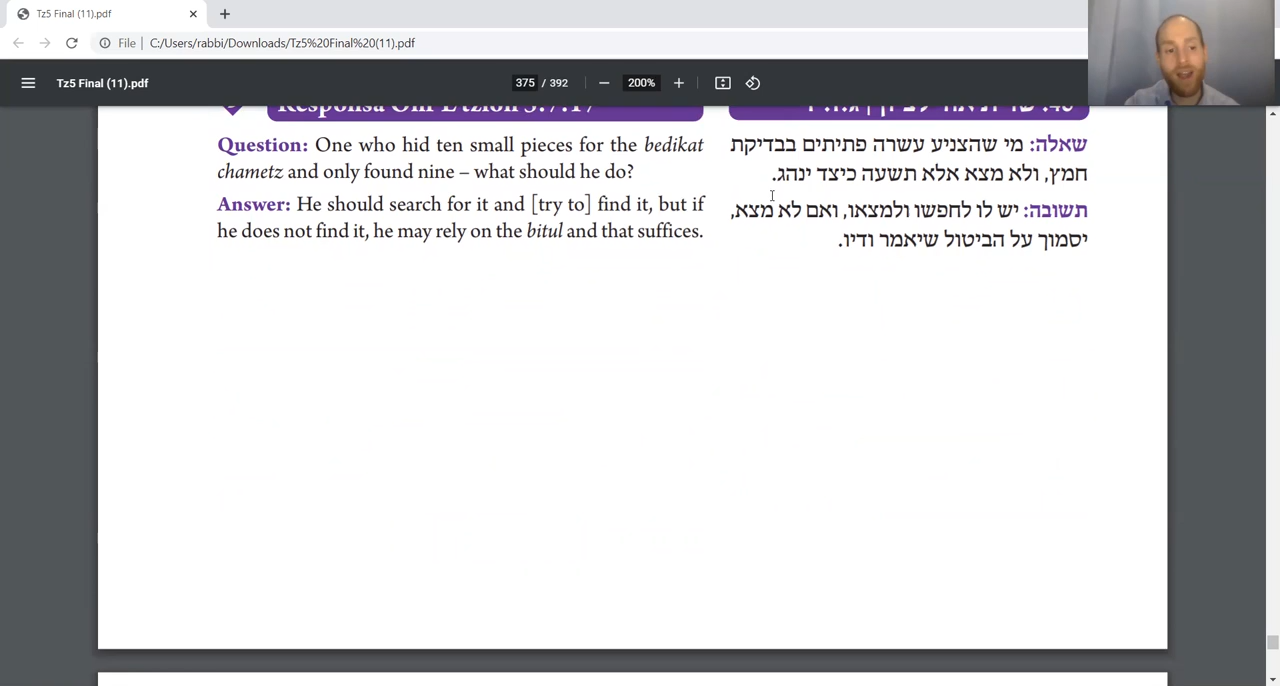 Tz5 Final (11).pdf
File
C:/Users/rabbi/Downloads/Tz5%20Final%20(11).pdf
Tz5 Final (11).pdf
375 / 392
200%
Question: One who hid ten small pieces for the bedikat
chametz and only found nine – what should he do?
Answer: He should search for it and [try to] find it, but if
he does not find it, he may rely on the bitul and that suffices.
שאלה: מי שהצניע עשרה פתיתים בבדיקת
חמץ, ולא מצא אלא תשעה כיצד ינהג.
תשובה: יש לו לחפשו ולמצאו, ואם לא מצא,
יסמוך על הביטול שיאמר ודיו.